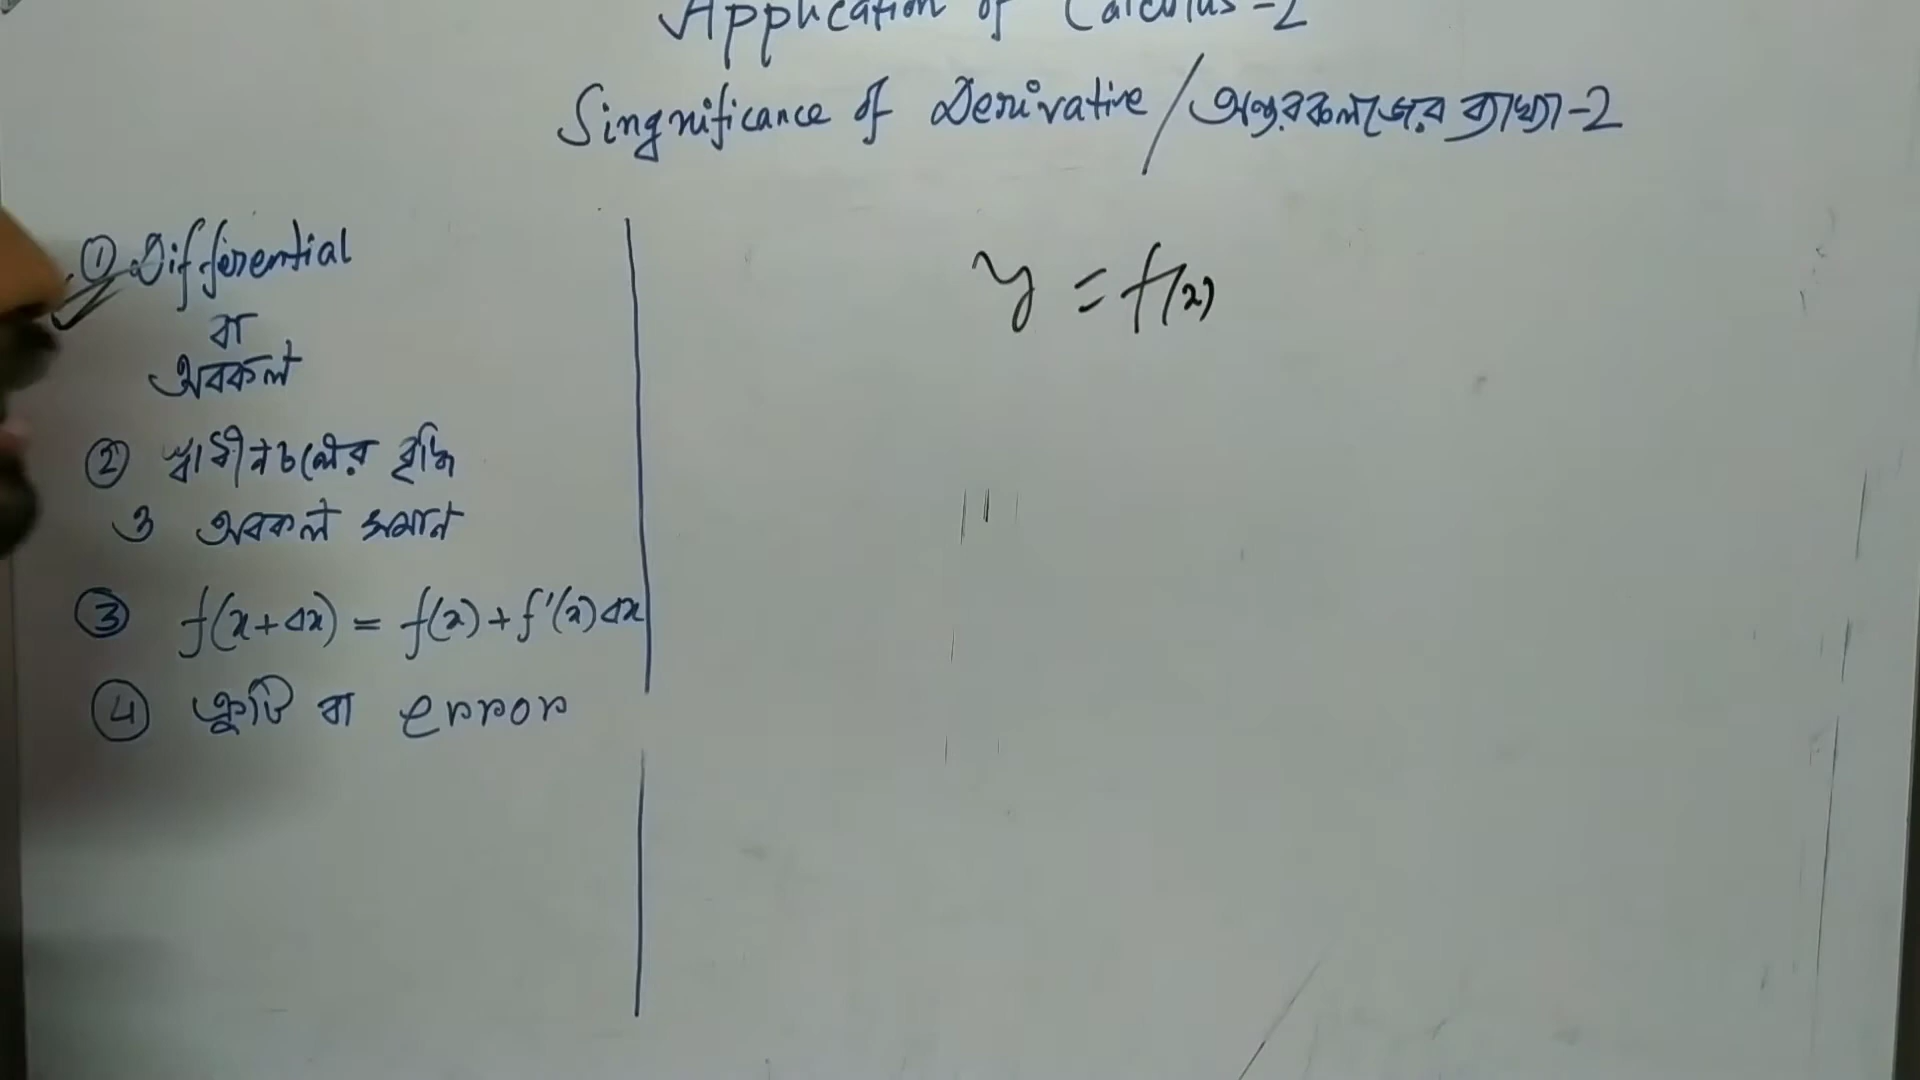 Application of Calculus-2
Singnificance of Derivative/অন্তরকলজের ব্যাখ্যা-2
① Differential
বা
অবকল
② স্বাধীন চলের বৃদ্ধি
ও অবকল সমান
③ f(x+Δx) = f(x)+f'(x)Δx
④ ত্রুটি বা error
y = f(x)